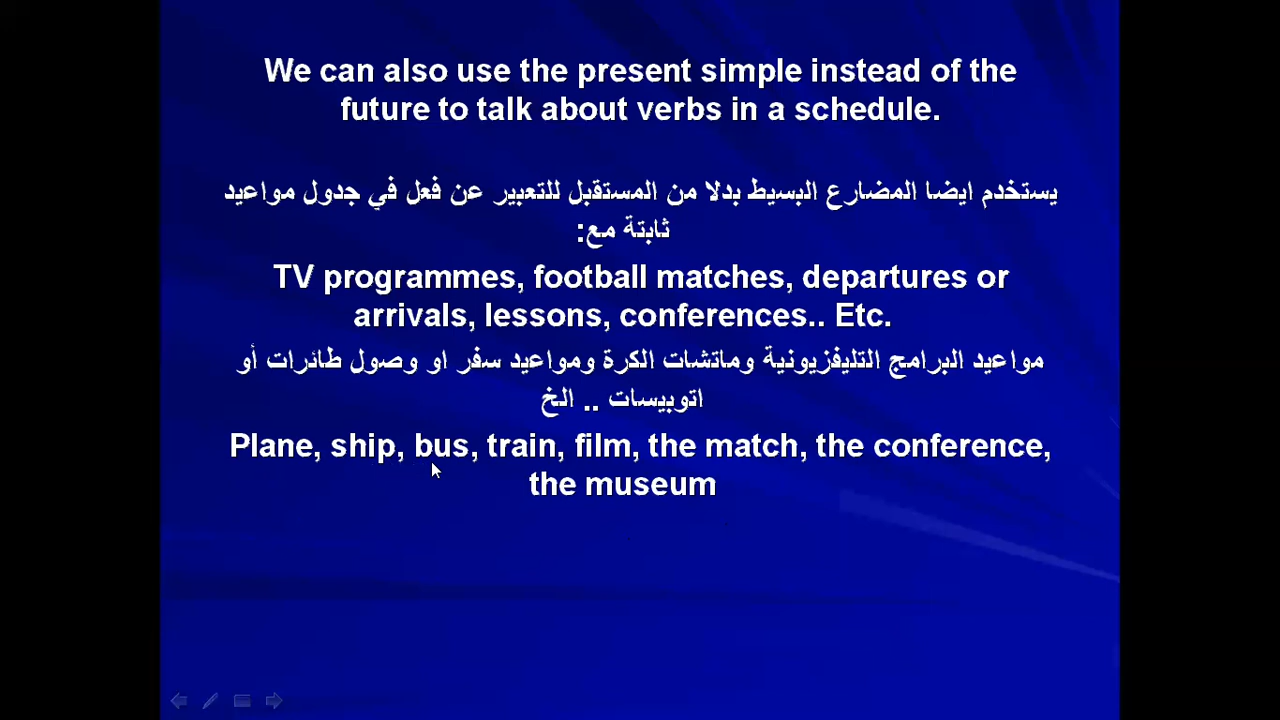 We can also use the present simple instead of the
future to talk about verbs in a schedule.
يستخدم ايضا المضارع البسيط بدلا من المستقبل للتعبير عن فعل في جدول مواعيد
ثابتة مع:
TV programmes, football matches, departures or
arrivals, lessons, conferences.. Etc.
مواعيد البرامج التليفزيونية وماتشات الكرة ومواعيد سفر او وصول طائرات أو
اتوبيسات .. الخ
Plane, ship, bus, train, film, the match, the conference,
the museum